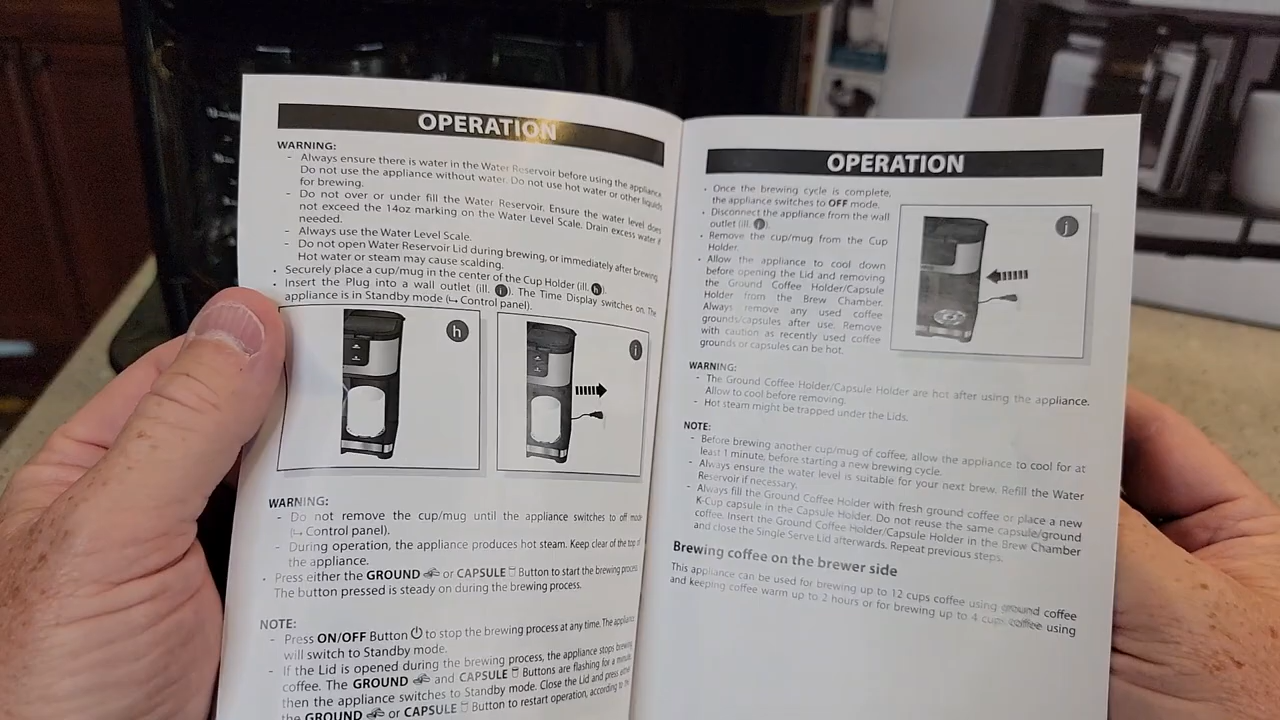 OPERATION
WARNING:
- Always ensure there is water in the Water Reservoir before using the appliance.
Do not use the appliance without water. Do not use hot water or other liquids
for brewing.
- Do not over or under fill the Water Reservoir. Ensure the water level does
not exceed the 14oz marking on the Water Level Scale. Drain excess water if
needed.
- Always use the Water Level Scale.
- Do not open Water Reservoir Lid during brewing, or immediately after brewing
Hot water or steam may cause scalding.
• Securely place a cup/mug in the center of the Cup Holder (ill. h).
• Insert the Plug into a wall outlet (ill. i). The Time Display switches on. The
appliance is in Standby mode (↳ Control panel).
h
i
WARNING:
- Do not remove the cup/mug until the appliance switches to off mode
(↳ Control panel).
- During operation, the appliance produces hot steam. Keep clear of the top of
the appliance.
• Press either the GROUND or CAPSULE Button to start the brewing process
The button pressed is steady on during the brewing process.
NOTE:
- Press ON/OFF Button to stop the brewing process at any time. The appliance
will switch to Standby mode.
- If the Lid is opened during the brewing process, the appliance stops brewing
coffee. The GROUND and CAPSULE Buttons are flashing for a minute
then the appliance switches to Standby mode. Close the Lid and press either
the GROUND or CAPSULE Button to restart operation, according to the
OPERATION
• Once the brewing cycle is complete,
the appliance switches to OFF mode.
• Disconnect the appliance from the wall
outlet (ill. j).
• Remove the cup/mug from the Cup
Holder.
• Allow the appliance to cool down
before opening the Lid and removing
the Ground Coffee Holder/Capsule
Holder from the Brew Chamber.
Always remove any used coffee
grounds/capsules after use. Remove
with caution as recently used coffee
grounds or capsules can be hot.
j
WARNING:
- The Ground Coffee Holder/Capsule Holder are hot after using the appliance.
Allow to cool before removing.
- Hot steam might be trapped under the Lids.
NOTE:
- Before brewing another cup/mug of coffee, allow the appliance to cool for at
least 1 minute, before starting a new brewing cycle.
- Always ensure the water level is suitable for your next brew. Refill the Water
Reservoir if necessary.
- Always fill the Ground Coffee Holder with fresh ground coffee or place a new
K-Cup capsule in the Capsule Holder. Do not reuse the same capsule/ground
coffee. Insert the Ground Coffee Holder/Capsule Holder in the Brew Chamber
and close the Single Serve Lid afterwards. Repeat previous steps.
Brewing coffee on the brewer side
This appliance can be used for brewing up to 12 cups coffee using ground coffee
and keeping coffee warm up to 2 hours or for brewing up to 4 cups coffee using